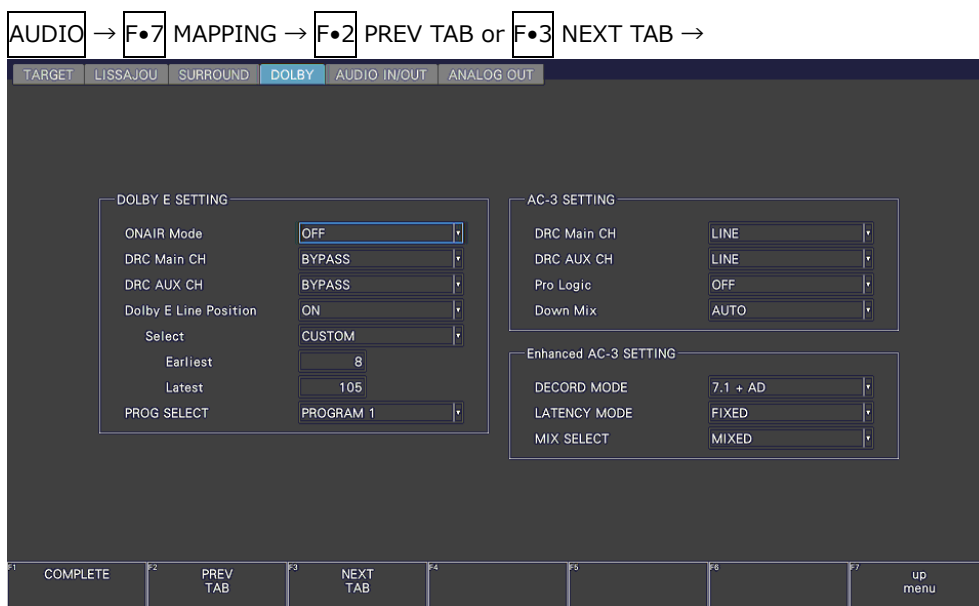 AUDIO → F•7 MAPPING → F•2 PREV TAB or F•3 NEXT TAB →
TARGET LISSAJOU SURROUND DOLBY AUDIO IN/OUT ANALOG OUT
DOLBY E SETTING
ONAIR Mode OFF
DRC Main CH BYPASS
DRC AUX CH BYPASS
Dolby E Line Position ON
Select CUSTOM
Earliest 8
Latest 105
PROG SELECT PROGRAM 1
AC-3 SETTING
DRC Main CH LINE
DRC AUX CH LINE
Pro Logic OFF
Down Mix AUTO
Enhanced AC-3 SETTING
DECORD MODE 7.1 + AD
LATENCY MODE FIXED
MIX SELECT MIXED
F1 COMPLETE
F2 PREV
TAB
F3 NEXT
TAB
F4
F5
F6
F7 up
menu